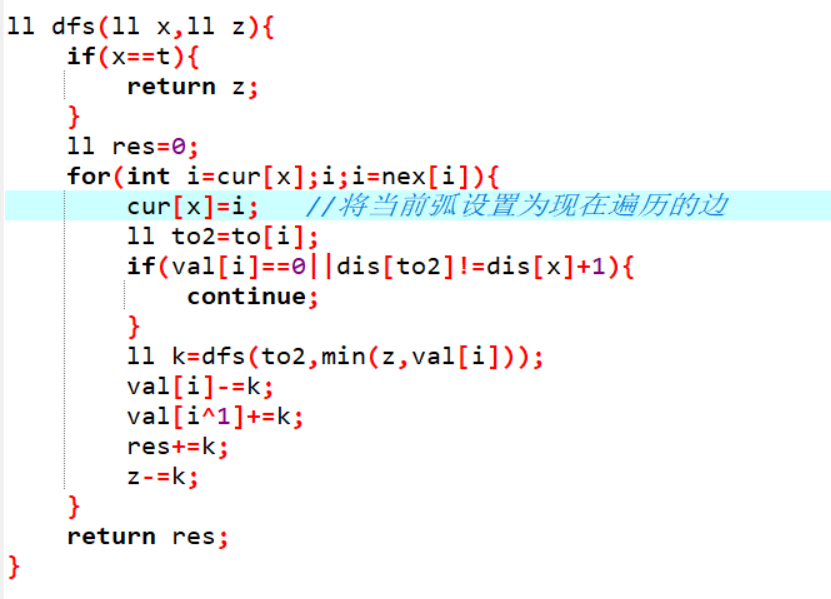 ll dfs(ll x,ll z){
    if(x==t){
        return z;
    }
    ll res=0;
    for(int i=cur[x];i;i=nex[i]){
        cur[x]=i;   //将当前弧设置为现在遍历的边
        ll to2=to[i];
        if(val[i]==0||dis[to2]!=dis[x]+1){
            continue;
        }
        ll k=dfs(to2,min(z,val[i]));
        val[i]-=k;
        val[i^1]+=k;
        res+=k;
        z-=k;
    }
    return res;
}